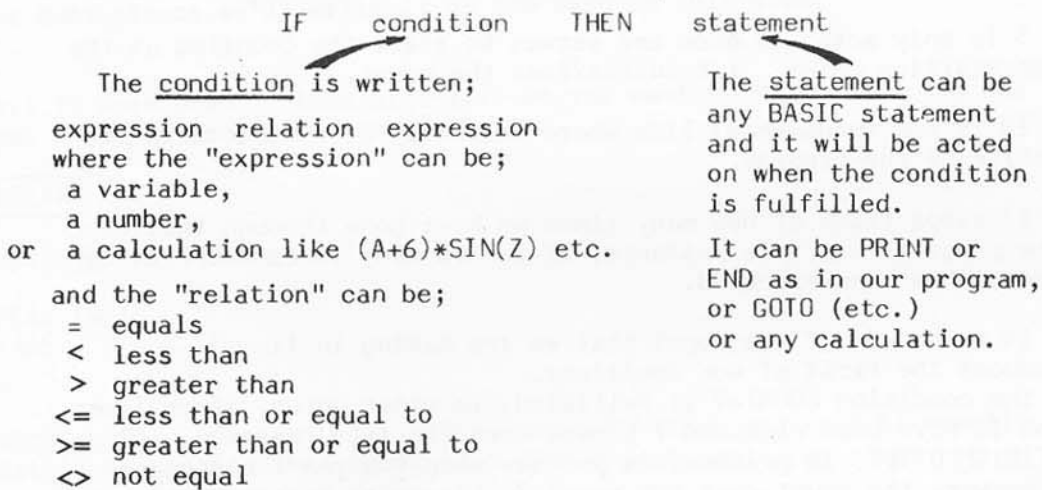 IF condition THEN statement
The condition is written;
expression relation expression
where the "expression" can be;
a variable,
a number,
or a calculation like (A+6)*SIN(Z) etc.
and the "relation" can be;
= equals
< less than
> greater than
<= less than or equal to
>= greater than or equal to
<> not equal
The statement can be
any BASIC statement
and it will be acted
on when the condition
is fulfilled.
It can be PRINT or
END as in our program,
or GOTO (etc.)
or any calculation.